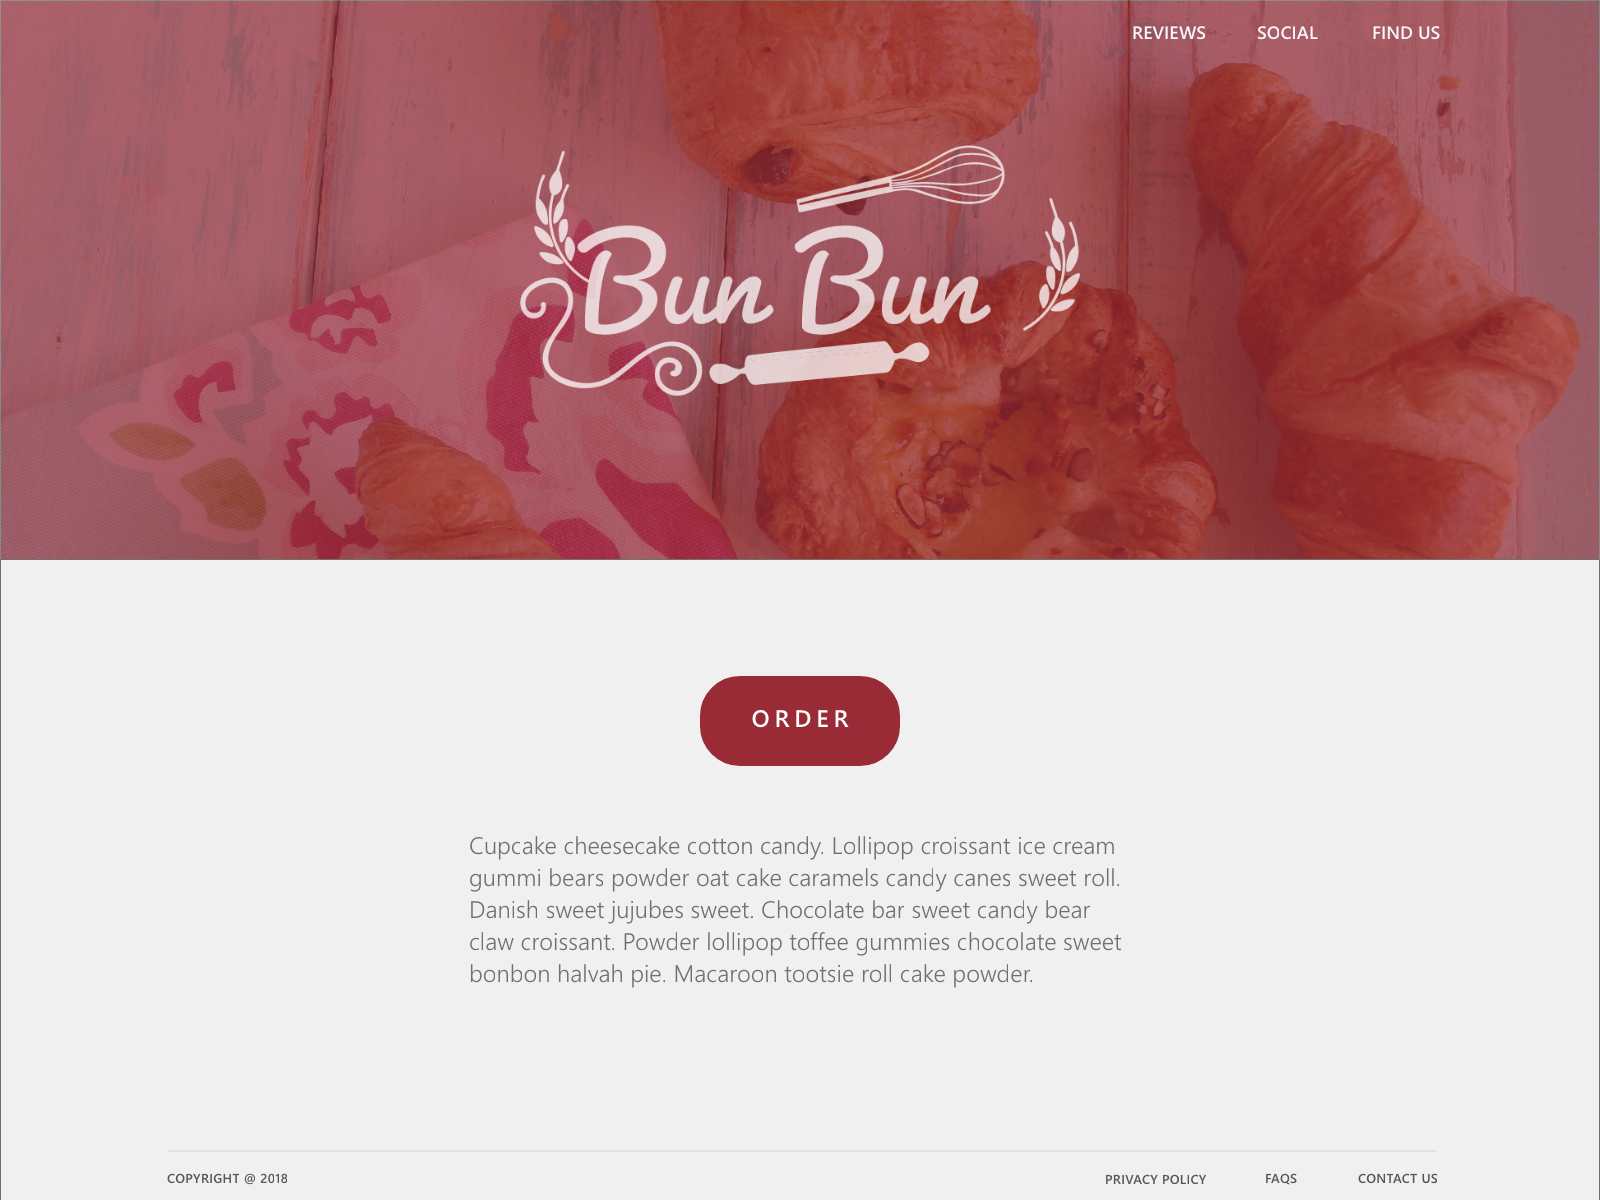 REVIEWS SOCIAL FIND US
Bun Bun
ORDER
Cupcake cheesecake cotton candy. Lollipop croissant ice cream
gummi bears powder oat cake caramels candy canes sweet roll.
Danish sweet jujubes sweet. Chocolate bar sweet candy bear
claw croissant. Powder lollipop toffee gummies chocolate sweet
bonbon halvah pie. Macaroon tootsie roll cake powder.
COPYRIGHT @ 2018 PRIVACY POLICY FAQS CONTACT US